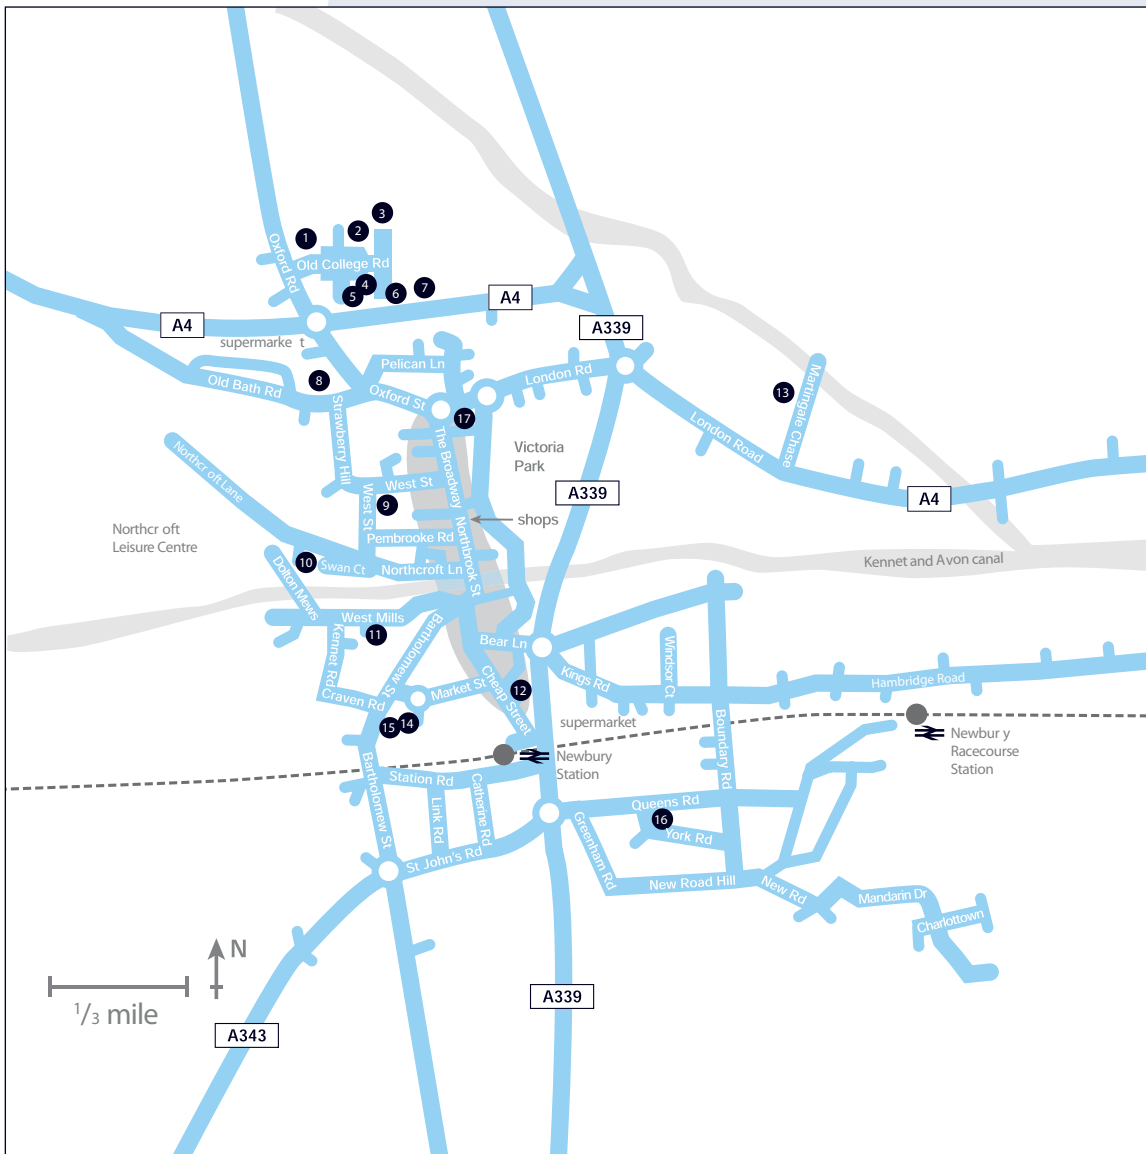 3
2
1
Oxford Rd
Old College Rd
4
5
6
7
A4
A4
A339
supermarke t
Pelican Ln
8
Old Bath Rd
Oxford St
London Rd
13
Martingale Chase
17
Strawberry Hill
The Broadway
London Road
Northcr oft Lane
Victoria
Park
West St
A339
A4
9
West St
shops
Northcr oft
Leisure Centre
Pembrooke Rd
Northbrook St
10
Swan Ct
Northcroft Ln
Kennet and Avon canal
Dolton Mews
West Mills
11
Bartholomew St
Bear Ln
Kennet Rd
Windsor Ct
Kings Rd
Hambridge Road
Craven Rd
Market St
Cheap Street
12
15
14
supermarket
Boundary Rd
Newbur y
Racecourse
Station
Newbury
Station
Bartholomew St
Station Rd
Link Rd
Catherine Rd
Queens Rd
16
York Rd
Greenham Rd
St John's Rd
New Road Hill
New Rd
Mandarin Dr
Charlottown
N
1/3 mile
A339
A343